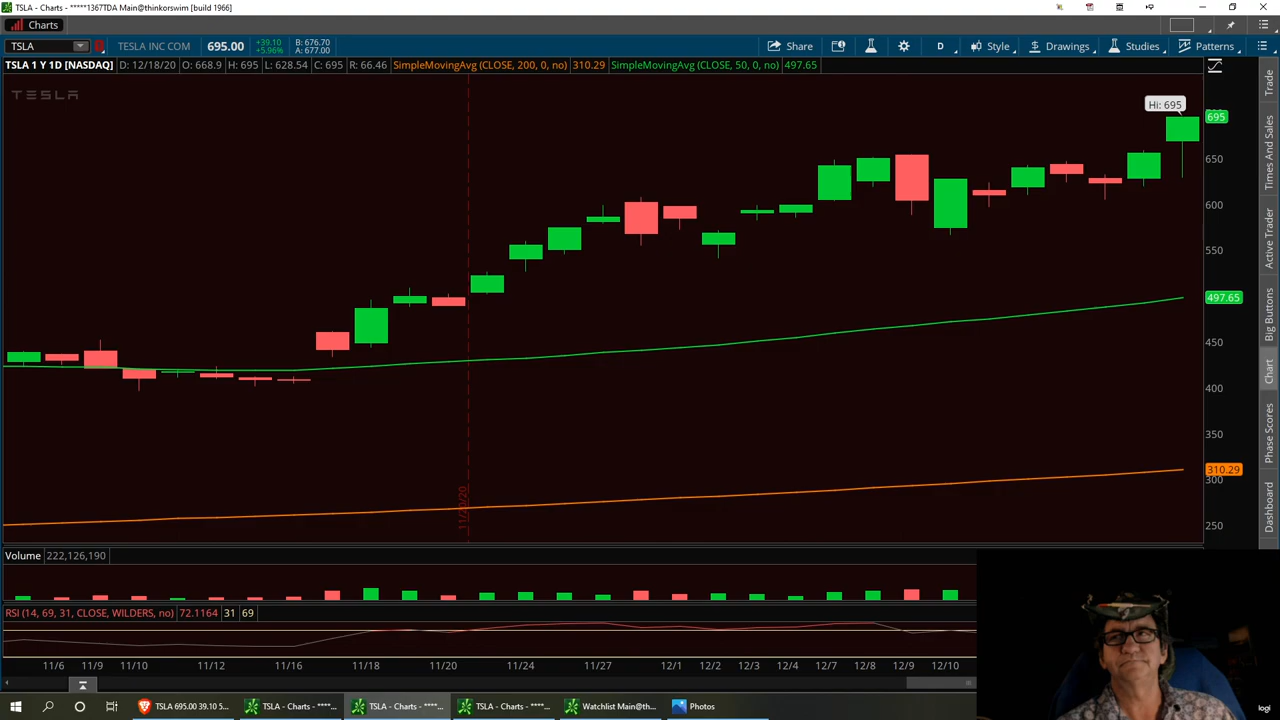 TSLA - Charts - *****1367TDA Main@thinkorswim [build 1966]
Charts
TSLA TESLA INC COM 695.00 +39.10 +5.96% B: 676.70 A: 677.00 Share D Style Drawings Studies Patterns
TSLA 1 Y 1D [NASDAQ] D: 12/18/20 O: 668.9 H: 695 L: 628.54 C: 695 R: 66.46 SimpleMovingAvg (CLOSE, 200, 0, no) 310.29 SimpleMovingAvg (CLOSE, 50, 0, no) 497.65
TESLA
Hi: 695
695
650
600
550
497.65
450
400
350
310.29
300
250
11/20/20
Trade
Times And Sales
Active Trader
Big Buttons
Chart
Phase Scores
Dashboard
Volume 222,126,190
RSI (14, 69, 31, CLOSE, WILDERS, no) 72.1164 31 69
11/6 11/9 11/10 11/12 11/16 11/18 11/20 11/24 11/27 12/1 12/2 12/3 12/4 12/7 12/8 12/9 12/10
TSLA 695.00 39.10 5... TSLA - Charts - ****... TSLA - Charts - ****... TSLA - Charts - ****... Watchlist Main@th... Photos
logi